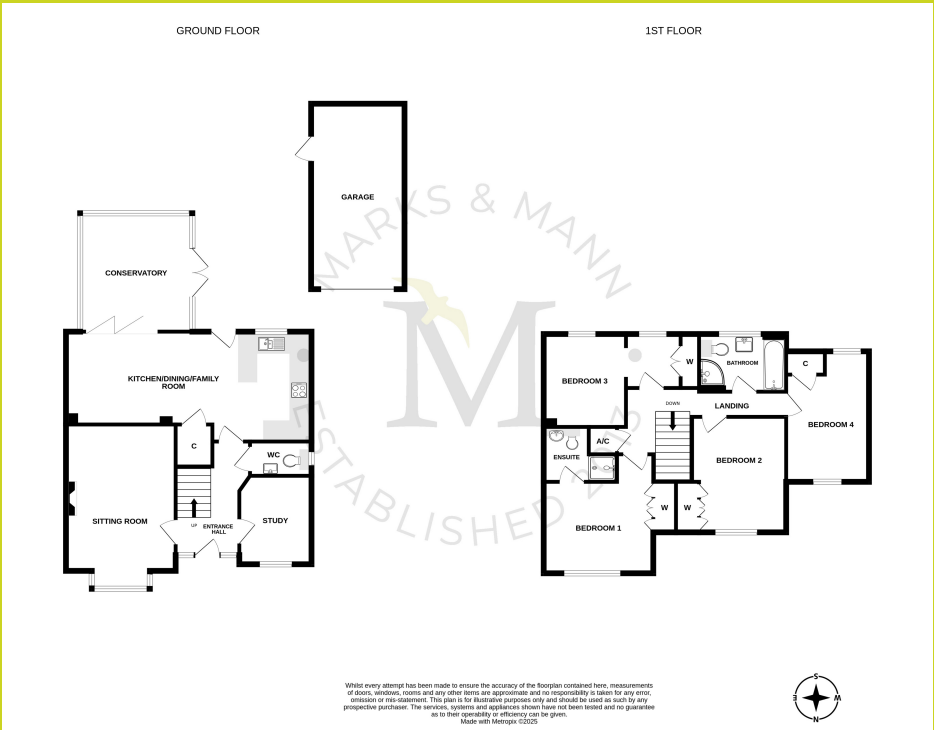 GROUND FLOOR
1ST FLOOR
GARAGE
CONSERVATORY
KITCHEN/DINING/FAMILY
ROOM
C
WC
SITTING ROOM
UP
ENTRANCE
HALL
STUDY
BEDROOM 3
W
BATHROOM
C
DOWN
LANDING
BEDROOM 4
A/C
ENSUITE
BEDROOM 2
BEDROOM 1
W
W
MARKS & MANN
M
ESTABLISHED 2013
Whilst every attempt has been made to ensure the accuracy of the floorplan contained here, measurements
of doors, windows, rooms and any other items are approximate and no responsibility is taken for any error,
omission or mis-statement. This plan is for illustrative purposes only and should be used as such by any
prospective purchaser. The services, systems and appliances shown have not been tested and no guarantee
as to their operability or efficiency can be given.
Made with Metropix ©2025
S
E
W
N